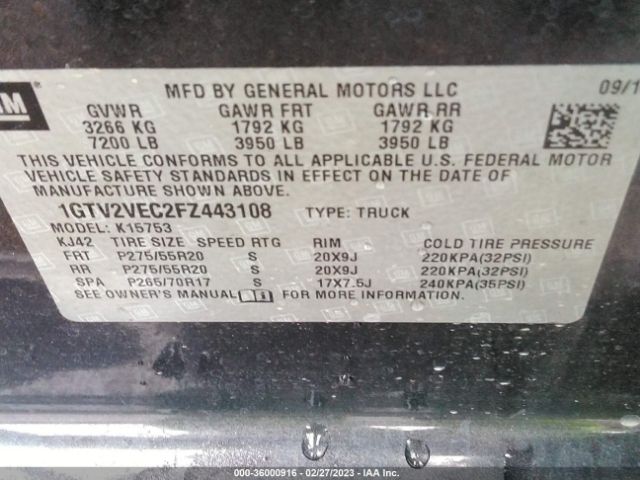 GM
MFD BY GENERAL MOTORS LLC 09/1
GVWR GAWR FRT GAWR RR
3266 KG 1792 KG 1792 KG
7200 LB 3950 LB 3950 LB
THIS VEHICLE CONFORMS TO ALL APPLICABLE U.S. FEDERAL MOTOR
VEHICLE SAFETY STANDARDS IN EFFECT ON THE DATE OF
MANUFACTURE SHOWN ABOVE.
1GTV2VEC2FZ443108 TYPE: TRUCK
MODEL: K15753
KJ42 TIRE SIZE SPEED RTG RIM COLD TIRE PRESSURE
FRT P275/55R20 S 20X9J 220KPA(32PSI)
RR P275/55R20 S 20X9J 220KPA(32PSI)
SPA P265/70R17 S 17X7.5J 240KPA(35PSI)
SEE OWNER'S MANUAL FOR MORE INFORMATION.
000-36000916 - 02/27/2023 - IAA Inc.